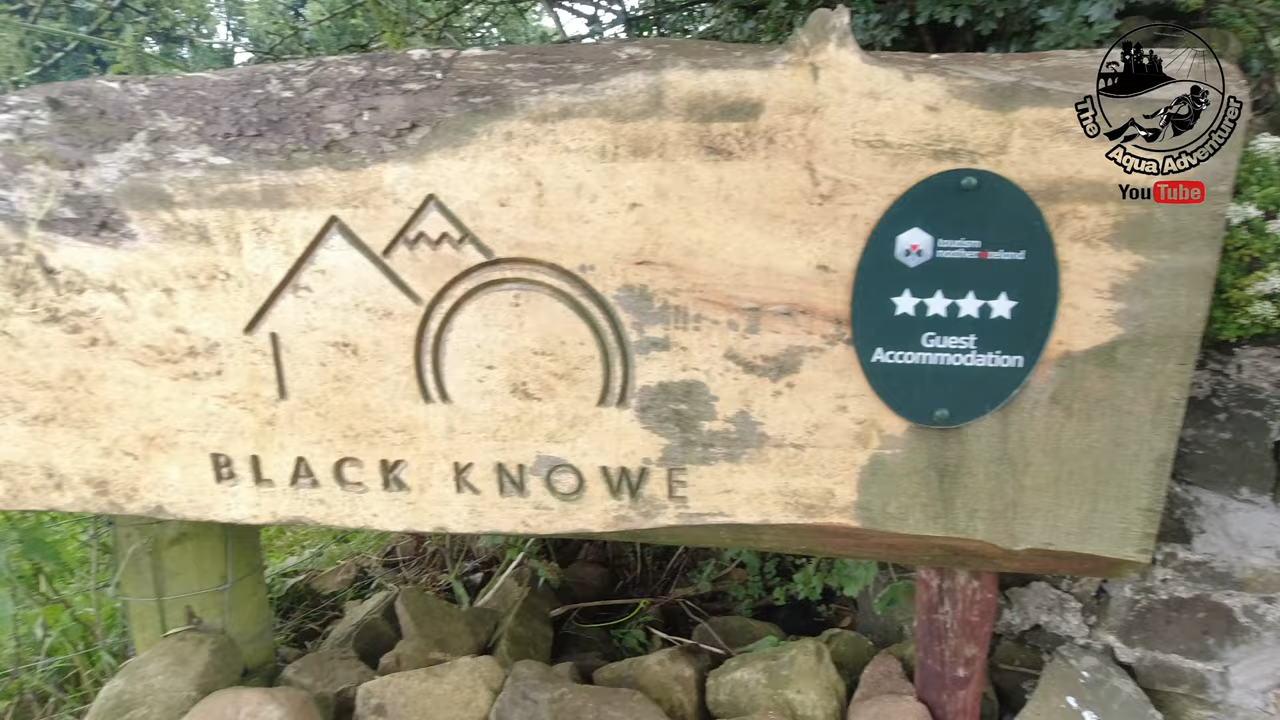 The Aqua Adventurer
YouTube
tourism
northern ireland
Guest
Accommodation
BLACK KNOWE